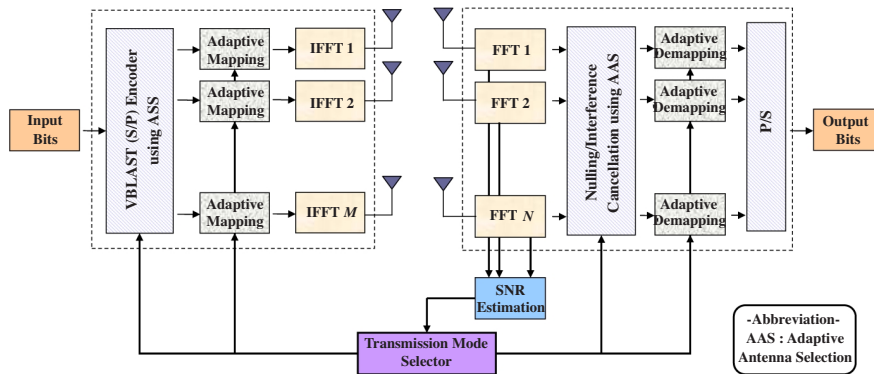 Input
Bits
VBLAST (S/P) Encoder
using ASS
Adaptive
Mapping
IFFT 1
Adaptive
Mapping
IFFT 2
Adaptive
Mapping
IFFT M
FFT 1
FFT 2
FFT N
Nulling/Interference
Cancellation using AAS
Adaptive
Demapping
Adaptive
Demapping
Adaptive
Demapping
P/S
Output
Bits
SNR
Estimation
Transmission Mode
Selector
-Abbreviation-
AAS : Adaptive
Antenna Selection